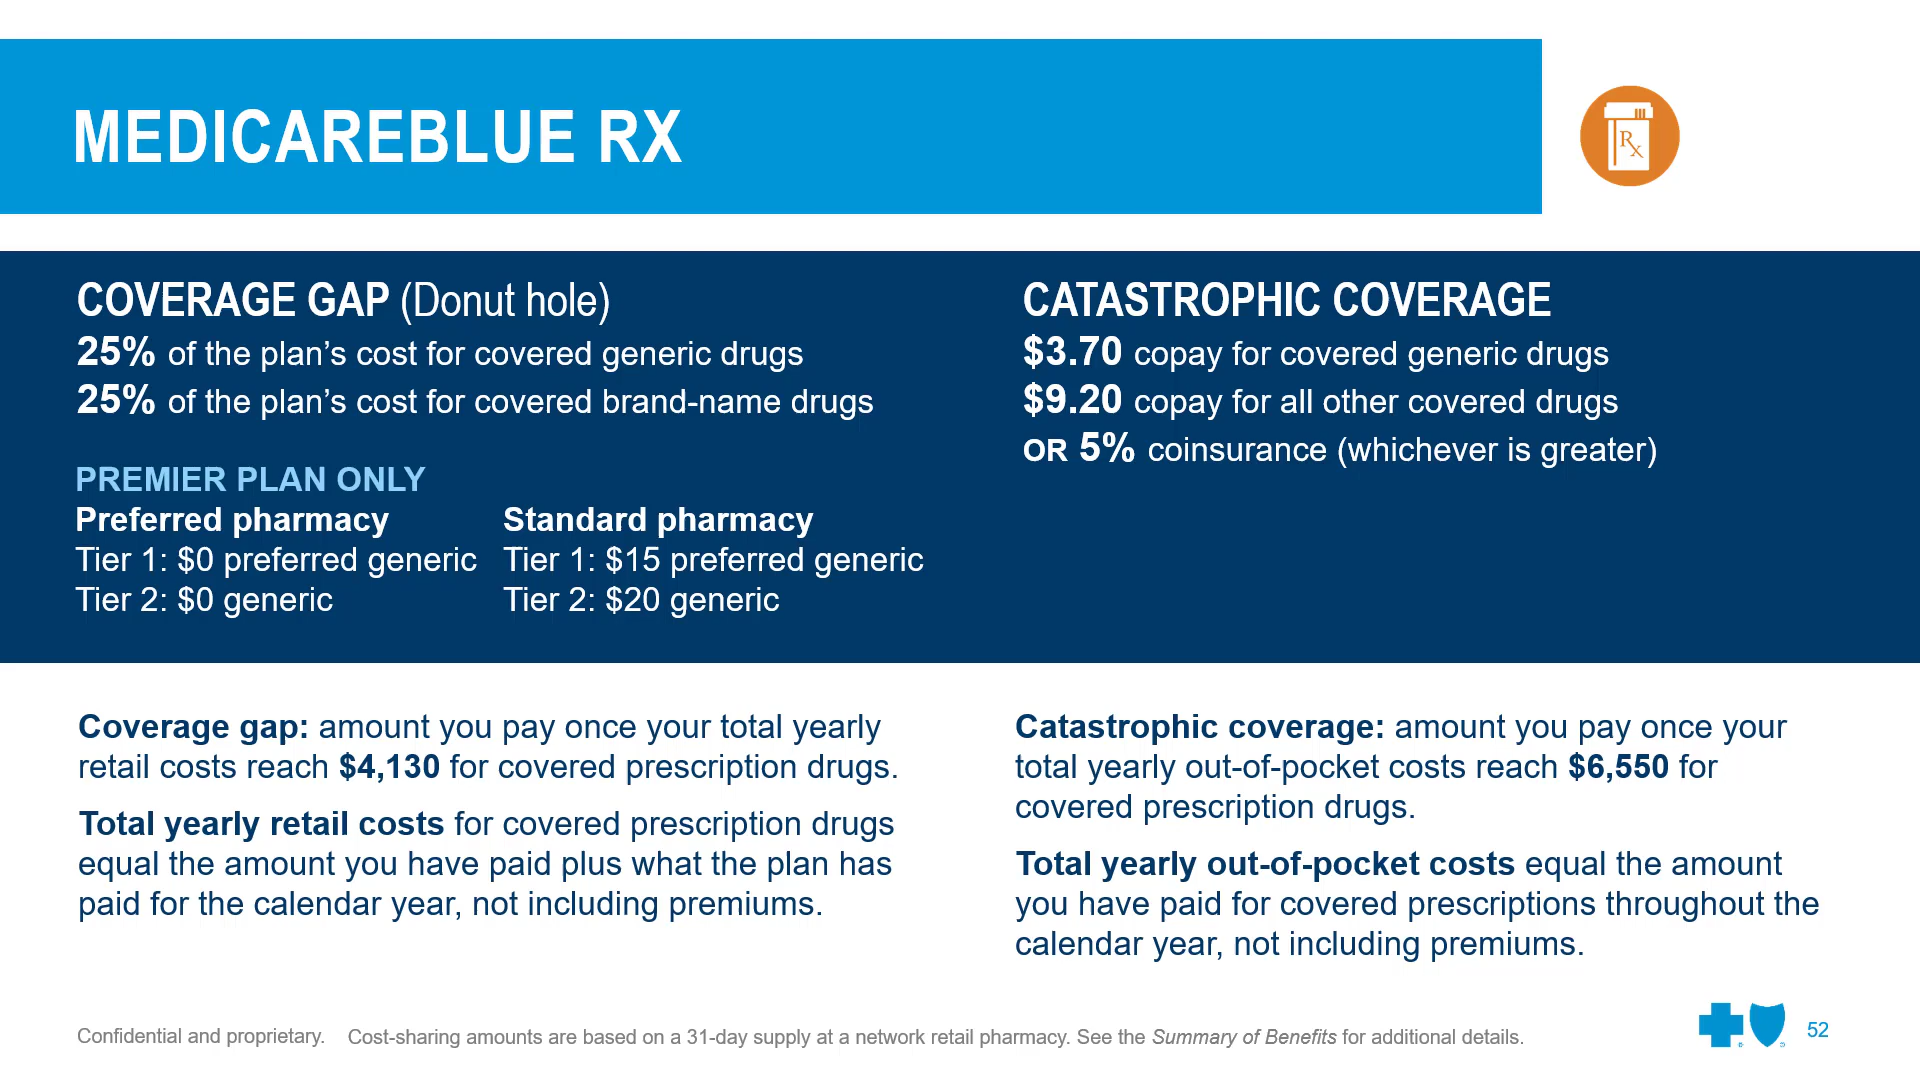 MEDICAREBLUE RX
Rx
COVERAGE GAP (Donut hole)
25% of the plan’s cost for covered generic drugs
25% of the plan’s cost for covered brand-name drugs
PREMIER PLAN ONLY
Preferred pharmacy
Tier 1: $0 preferred generic
Tier 2: $0 generic
Standard pharmacy
Tier 1: $15 preferred generic
Tier 2: $20 generic
CATASTROPHIC COVERAGE
$3.70 copay for covered generic drugs
$9.20 copay for all other covered drugs
OR 5% coinsurance (whichever is greater)
Coverage gap: amount you pay once your total yearly
retail costs reach $4,130 for covered prescription drugs.
Total yearly retail costs for covered prescription drugs
equal the amount you have paid plus what the plan has
paid for the calendar year, not including premiums.
Catastrophic coverage: amount you pay once your
total yearly out-of-pocket costs reach $6,550 for
covered prescription drugs.
Total yearly out-of-pocket costs equal the amount
you have paid for covered prescriptions throughout the
calendar year, not including premiums.
Confidential and proprietary. Cost-sharing amounts are based on a 31-day supply at a network retail pharmacy. See the Summary of Benefits for additional details.
52